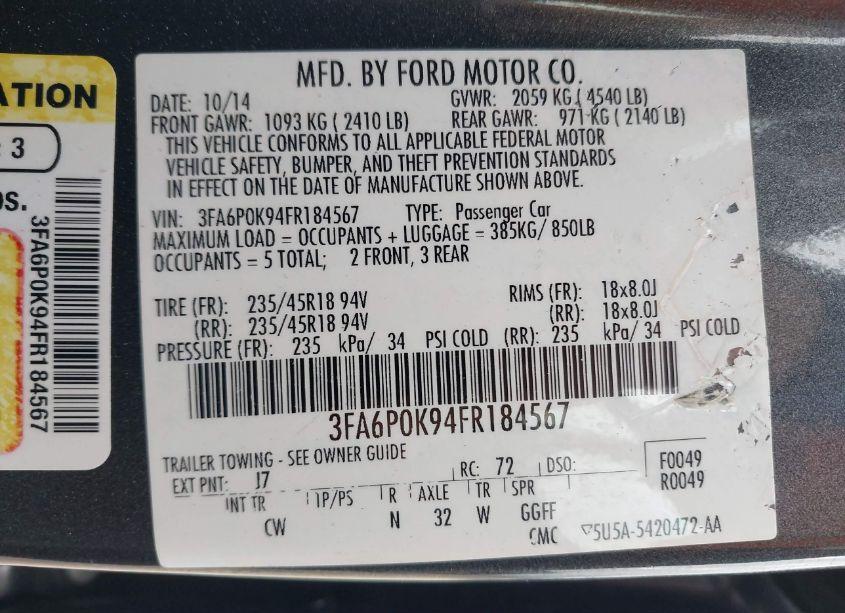 ATION
: 3
os.
3FA6P0K94FR184567
MFD. BY FORD MOTOR CO.
DATE: 10/14 GVWR: 2059 KG ( 4540 LB)
FRONT GAWR: 1093 KG ( 2410 LB) REAR GAWR: 971 KG ( 2140 LB)
THIS VEHICLE CONFORMS TO ALL APPLICABLE FEDERAL MOTOR
VEHICLE SAFETY, BUMPER, AND THEFT PREVENTION STANDARDS
IN EFFECT ON THE DATE OF MANUFACTURE SHOWN ABOVE.
VIN: 3FA6P0K94FR184567 TYPE: Passenger Car
MAXIMUM LOAD = OCCUPANTS + LUGGAGE = 385KG/ 850LB
OCCUPANTS = 5 TOTAL; 2 FRONT, 3 REAR
TIRE (FR): 235/45R18 94V RIMS (FR): 18x8.0J
(RR): 235/45R18 94V (RR): 18x8.0J
PRESSURE (FR): 235 kPa/ 34 PSI COLD (RR): 235 kPa/ 34 PSI COLD
3FA6P0K94FR184567
TRAILER TOWING - SEE OWNER GUIDE
EXT PNT: J7 RC: 72 DSO: F0049
R0049
INT TR TP/PS R AXLE TR SPR
CW N 32 W GGFF
CMC 5U5A-5420472-AA